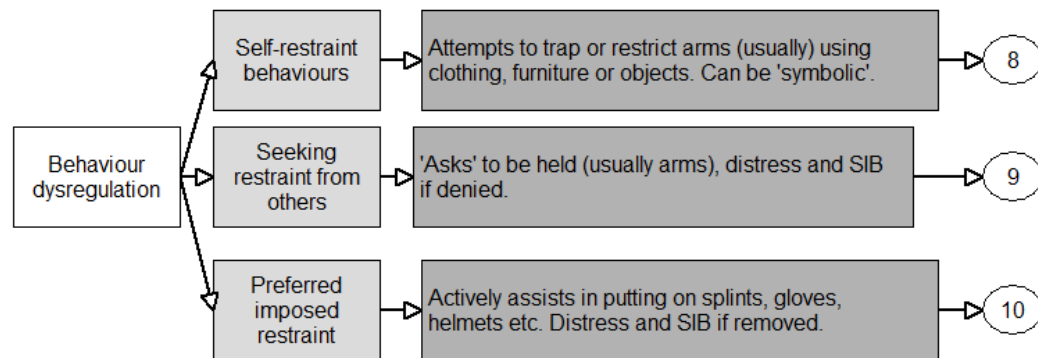 Self-restraint
behaviours
Attempts to trap or restrict arms (usually) using
clothing, furniture or objects. Can be 'symbolic'.
8
Behaviour
dysregulation
Seeking
restraint from
others
'Asks' to be held (usually arms), distress and SIB
if denied.
9
Preferred
imposed
restraint
Actively assists in putting on splints, gloves,
helmets etc. Distress and SIB if removed.
10